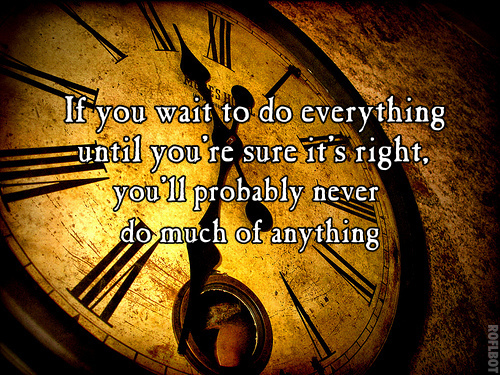 XII
If you wait to do everything
until you're sure it's right,
you'll probably never
do much of anything
ROFLBOT